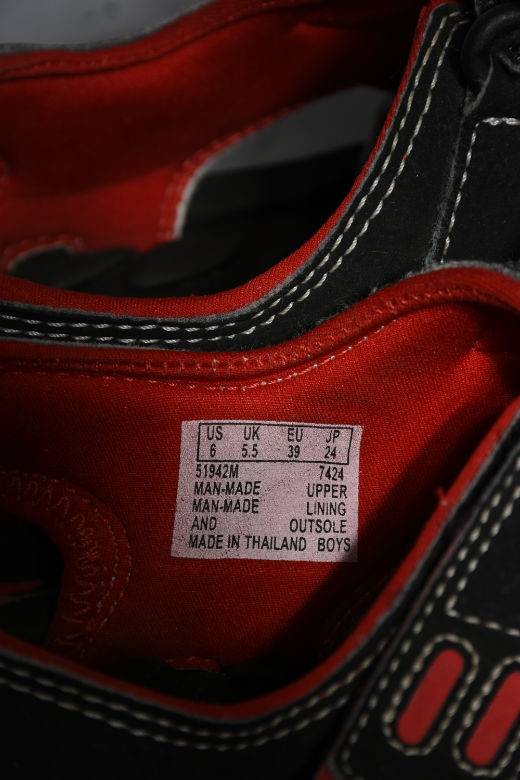 US UK EU JP
6 5.5 39 24
51942M 7424
MAN-MADE UPPER
MAN-MADE LINING
AND OUTSOLE
MADE IN THAILAND BOYS